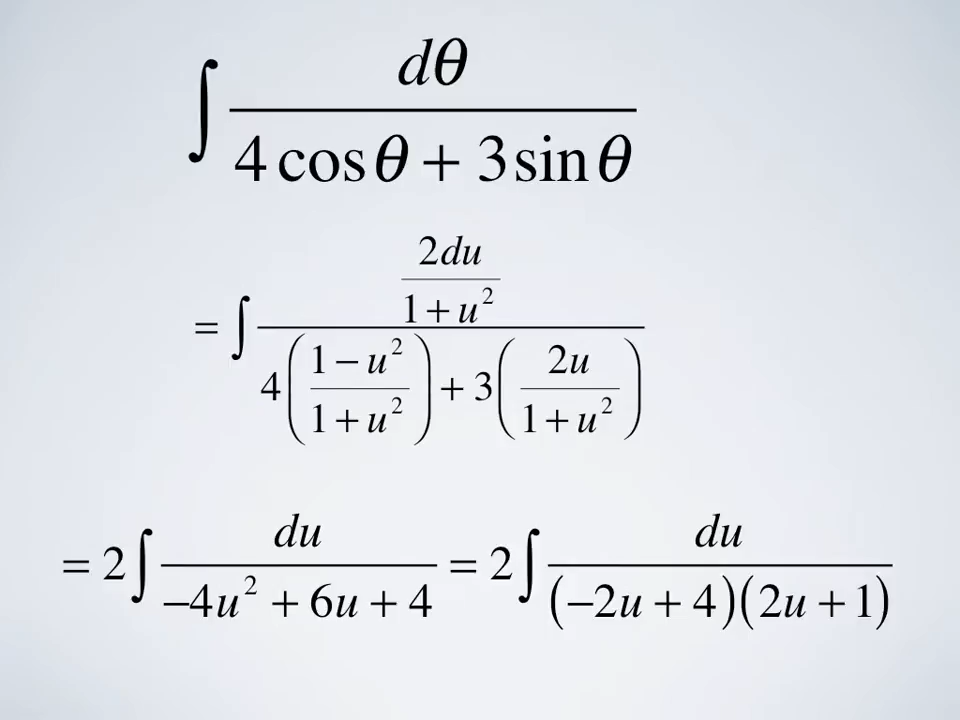 ∫ dθ / (4 cos θ + 3 sin θ)
= ∫ (2du / (1 + u²)) / (4((1 − u²) / (1 + u²)) + 3(2u / (1 + u²)))
= 2∫ du / (−4u² + 6u + 4) = 2∫ du / ((−2u + 4)(2u + 1))